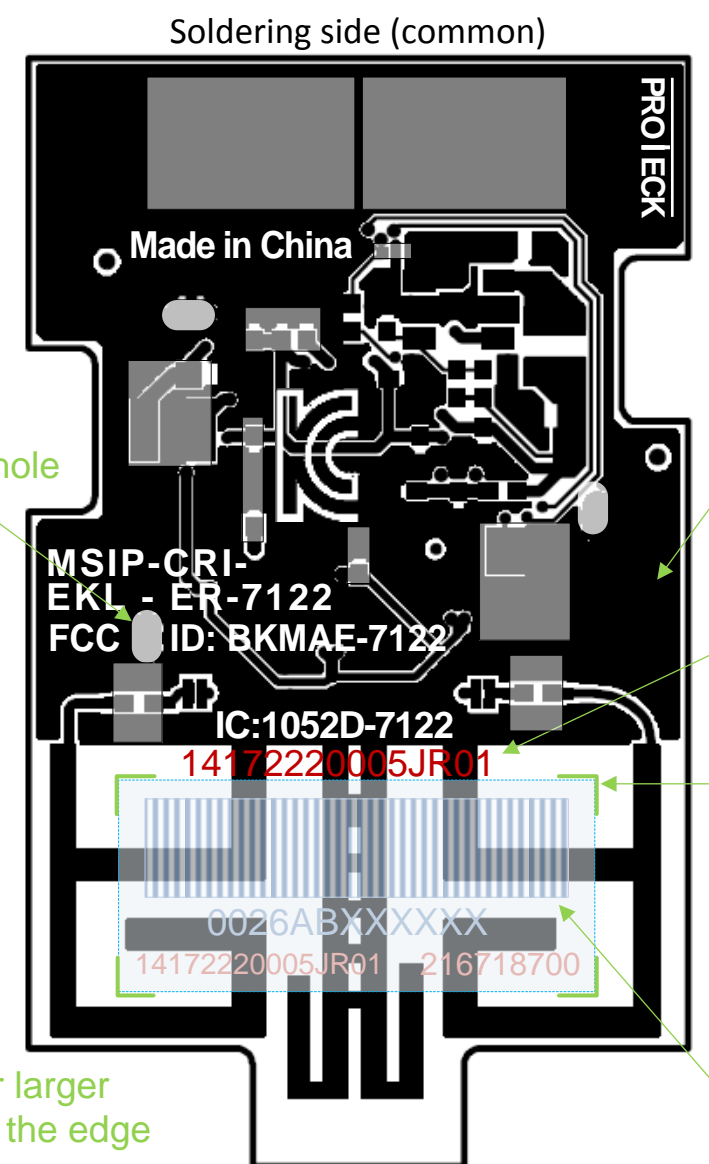 Soldering side (common)
PROTECK
Made in China
hole
MSIP-CRI-
EKL - ER-7122
FCC ID: BKMAE-7122
IC:1052D-7122
14172220005JR01
0026ABXXXXXX
14172220005JR01 216718700
r larger
the edge